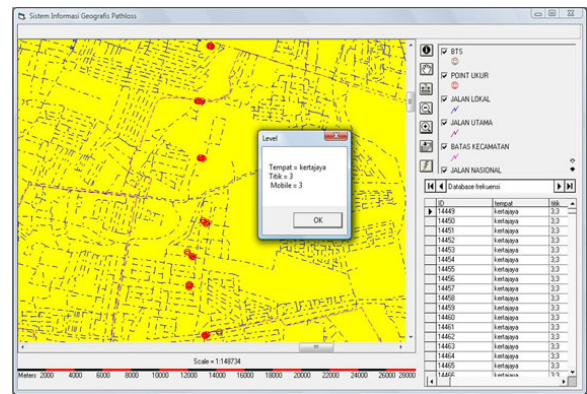 Sistem Informasi Geografis Pathloss
Level
Tempat = kertajaya
Titik = 3
Mobile = 3
OK
BTS
POINT UKUR
JALAN LOKAL
JALAN UTAMA
BATAS KECAMATAN
JALAN NASIONAL
Database frekuensi
ID tempat titik
14449 kertajaya 3,3
14450 kertajaya 3,3
14451 kertajaya 3,3
14452 kertajaya 3,3
14453 kertajaya 3,3
14454 kertajaya 3,3
14455 kertajaya 3,3
14456 kertajaya 3,3
14457 kertajaya 3,3
14458 kertajaya 3,3
14459 kertajaya 3,3
14460 kertajaya 3,3
14461 kertajaya 3,3
14462 kertajaya 3,3
14463 kertajaya 3,3
14464 kertajaya 3,3
14465 kertajaya 3,3
Scale = 1:148734
Meters 2000 4000 6000 8000 10000 12000 14000 16000 18000 20000 22000 24000 26000 28000